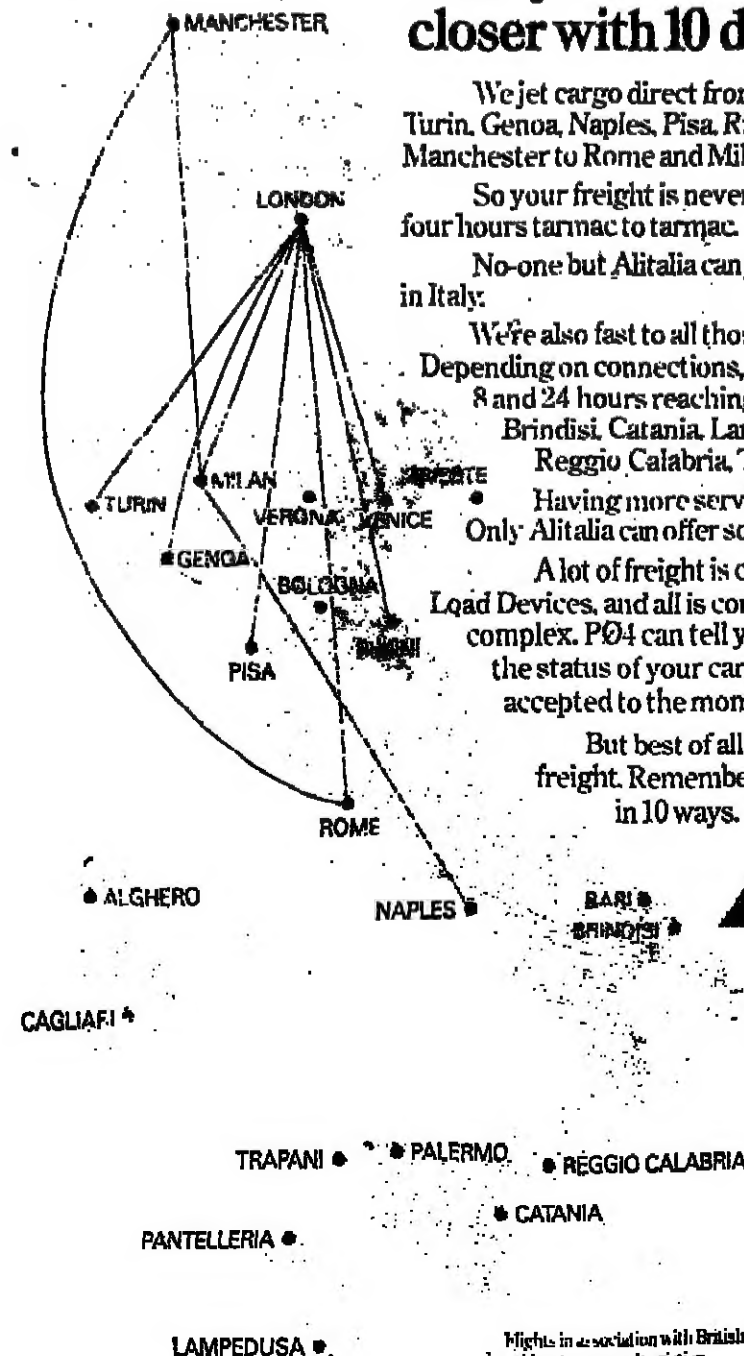 closer with 10 d
We jet cargo direct from
Turin, Genoa, Naples, Pisa, R
Manchester to Rome and Mil
So your freight is never
four hours tarmac to tarmac.
No-one but Alitalia can
in Italy.
We're also fast to all tho
Depending on connections,
8 and 24 hours reaching
Brindisi, Catania, La
Reggio Calabria, T
Having more serv
Only Alitalia can offer s
A lot of freight is c
Load Devices, and all is co
complex. PØ4 can tell y
the status of your car
accepted to the mom
But best of all
freight. Remembe
in 10 ways.
MANCHESTER
LONDON
MILAN
TURIN
VERONA
VENICE
TRIESTE
GENOA
BOLOGNA
PISA
ROME
ALGHERO
NAPLES
BARI
BRINDISI
CAGLIARI
TRAPANI
PALERMO
REGGIO CALABRIA
CATANIA
PANTELLERIA
LAMPEDUSA
Flights in association with British